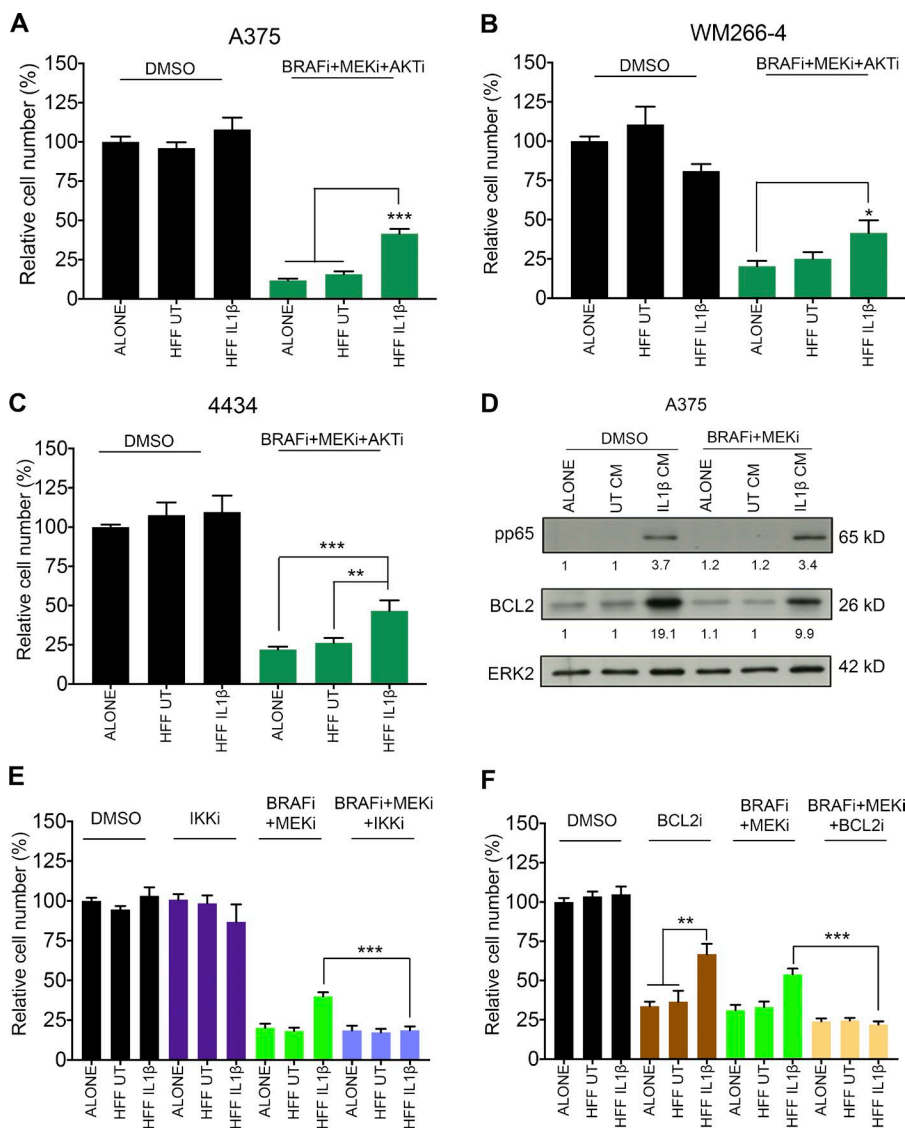 A
A375
DMSO
BRAFi+MEKi+AKTi
Relative cell number (%)
150
125
100
75
50
25
0
***
ALONE
HFF UT
HFF IL1β
ALONE
HFF UT
HFF IL1β
B
WM266-4
DMSO
BRAFi+MEKi+AKTi
Relative cell number (%)
150
125
100
75
50
25
0
*
ALONE
HFF UT
HFF IL1β
ALONE
HFF UT
HFF IL1β
C
4434
DMSO
BRAFi+MEKi+AKTi
Relative cell number (%)
150
125
100
75
50
25
0
***
**
ALONE
HFF UT
HFF IL1β
ALONE
HFF UT
HFF IL1β
D
A375
DMSO
BRAFi+MEKi
ALONE
UT CM
IL1β CM
ALONE
UT CM
IL1β CM
pp65
65 kD
1 1 3.7 1.2 1.2 3.4
BCL2
26 kD
1 1 19.1 1.1 1 9.9
ERK2
42 kD
E
DMSO
IKKi
BRAFi
+MEKi
BRAFi+MEKi
+IKKi
Relative cell number (%)
150
125
100
75
50
25
0
***
ALONE
HFF UT
HFF IL1β
ALONE
HFF UT
HFF IL1β
ALONE
HFF UT
HFF IL1β
ALONE
HFF UT
HFF IL1β
F
DMSO
BCL2i
BRAFi
+MEKi
BRAFi+MEKi
+BCL2i
Relative cell number (%)
150
125
100
75
50
25
0
**
***
ALONE
HFF UT
HFF IL1β
ALONE
HFF UT
HFF IL1β
ALONE
HFF UT
HFF IL1β
ALONE
HFF UT
HFF IL1β